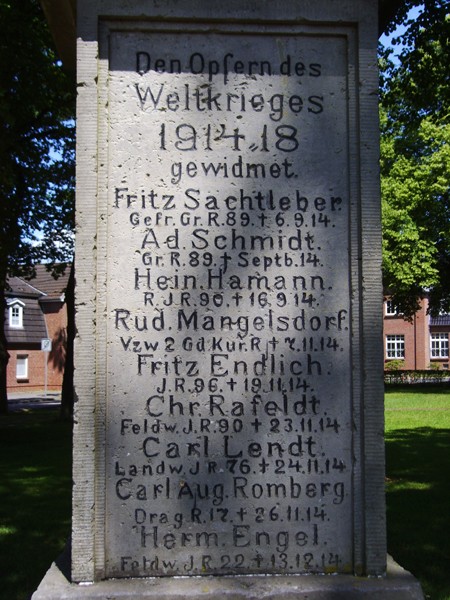 Den Opfern des
Weltkrieges
1914 „ 18
gewidmet.
Fritz Sachtleber.
Gefr. Gr. R. 89. † 6. 9. 14.
Ad. Schmidt.
Gr. R. 89 † Septb. 14.
Hein. Hamann.
R. J. R. 90. † 16. 9. 14.
Rud. Mangelsdorf.
Vzw 2 Gd Kür. R † 7. 11. 14.
Fritz Endlich.
J. R. 96. † 19. 11. 14.
Chr. Rafeldt.
Feldw. J. R. 90 † 23. 11. 14.
Carl Lendt.
Landw. J R. 76 † 24. 11. 14
Carl Aug. Romberg
Drag R. 17. † 26. 11. 14.
Herm. Engel.
Feldw. J. R. 22 † 13. 12. 14